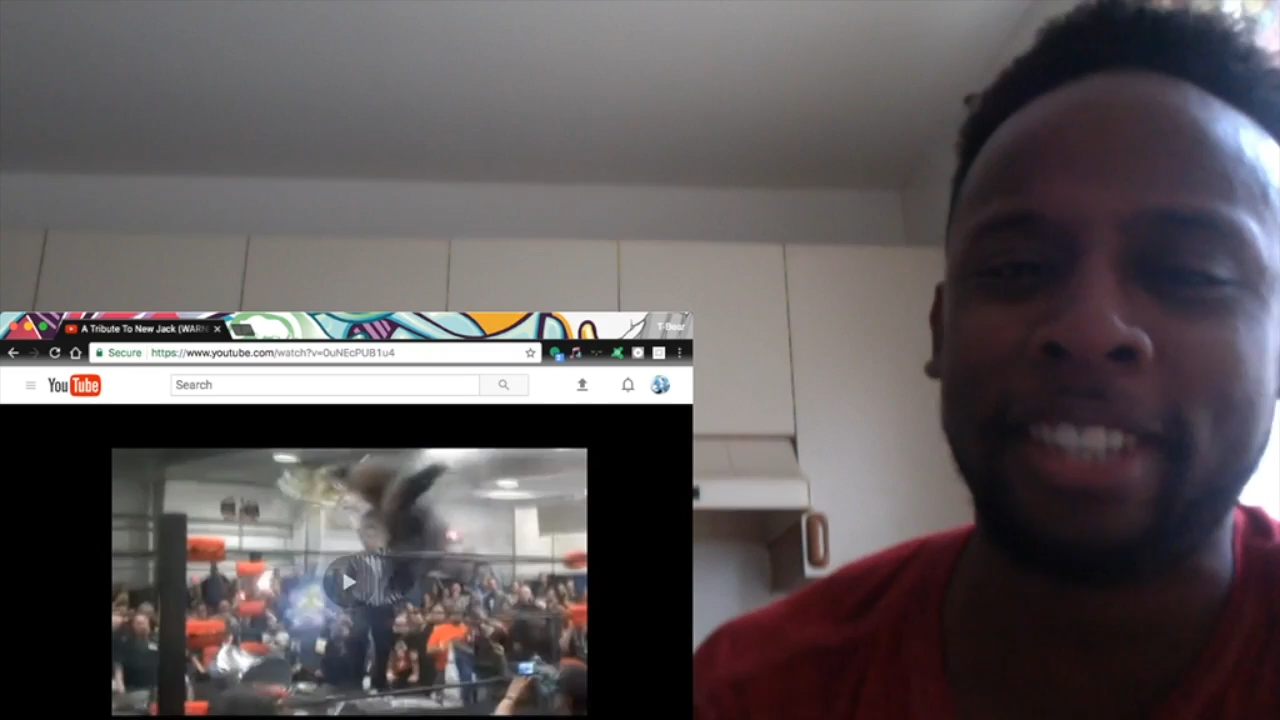 A Tribute To New Jack (WARN
T-Bear
Secure https://www.youtube.com/watch?v=0uNEcPUB1u4
YouTube
Search